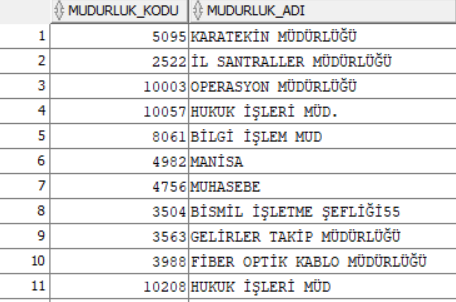 MUDURLUK_KODU MUDURLUK_ADI
1 5095 KARATEKİN MÜDÜRLÜĞÜ
2 2522 İL SANTRALLER MÜDÜRLÜĞÜ
3 10003 OPERASYON MÜDÜRLÜĞÜ
4 10057 HUKUK İŞLERİ MÜD.
5 8061 BİLGİ İŞLEM MUD
6 4982 MANİSA
7 4756 MUHASEBE
8 3504 BİSMİL İŞLETME ŞEFLİĞİ55
9 3563 GELİRLER TAKİP MÜDÜRLÜĞÜ
10 3988 FİBER OPTİK KABLO MÜDÜRLÜĞÜ
11 10208 HUKUK İŞLERİ MÜD